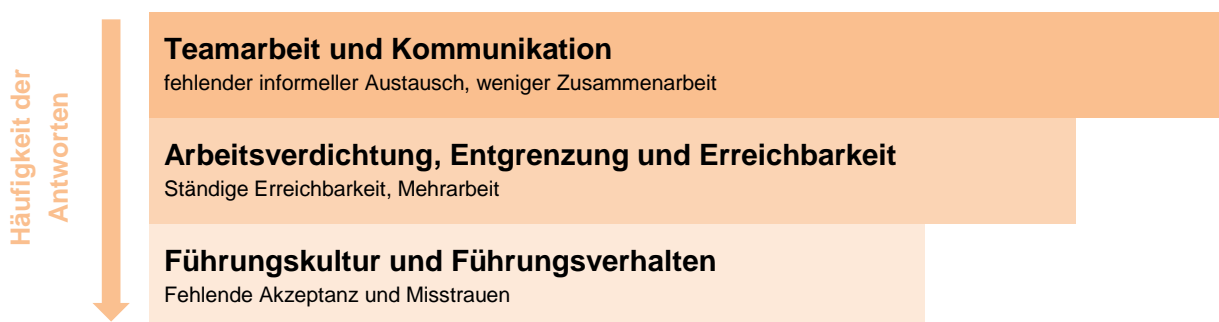 Häufigkeit der
Antworten
Teamarbeit und Kommunikation
fehlender informeller Austausch, weniger Zusammenarbeit
Arbeitsverdichtung, Entgrenzung und Erreichbarkeit
Ständige Erreichbarkeit, Mehrarbeit
Führungskultur und Führungsverhalten
Fehlende Akzeptanz und Misstrauen